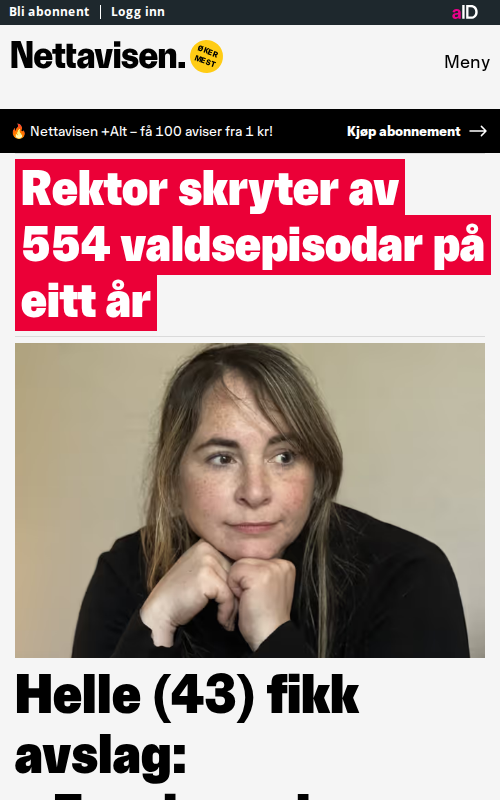 Bli abonnent | Logg inn
aID
Nettavisen.
ØKER
MEST
Meny
🔥 Nettavisen +Alt – få 100 aviser fra 1 kr!
Kjøp abonnement →
Rektor skryter av
554 valdsepisodar på
eitt år
Helle (43) fikk
avslag: